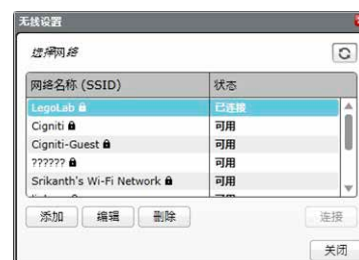 无线设置
选择网络
网络名称 (SSID) 状态
LegoLab 已连接
Cigniti 可用
Cigniti-Guest 可用
?????? 可用
Srikanth's Wi-Fi Network 可用
添加 编辑 删除 连接
关闭